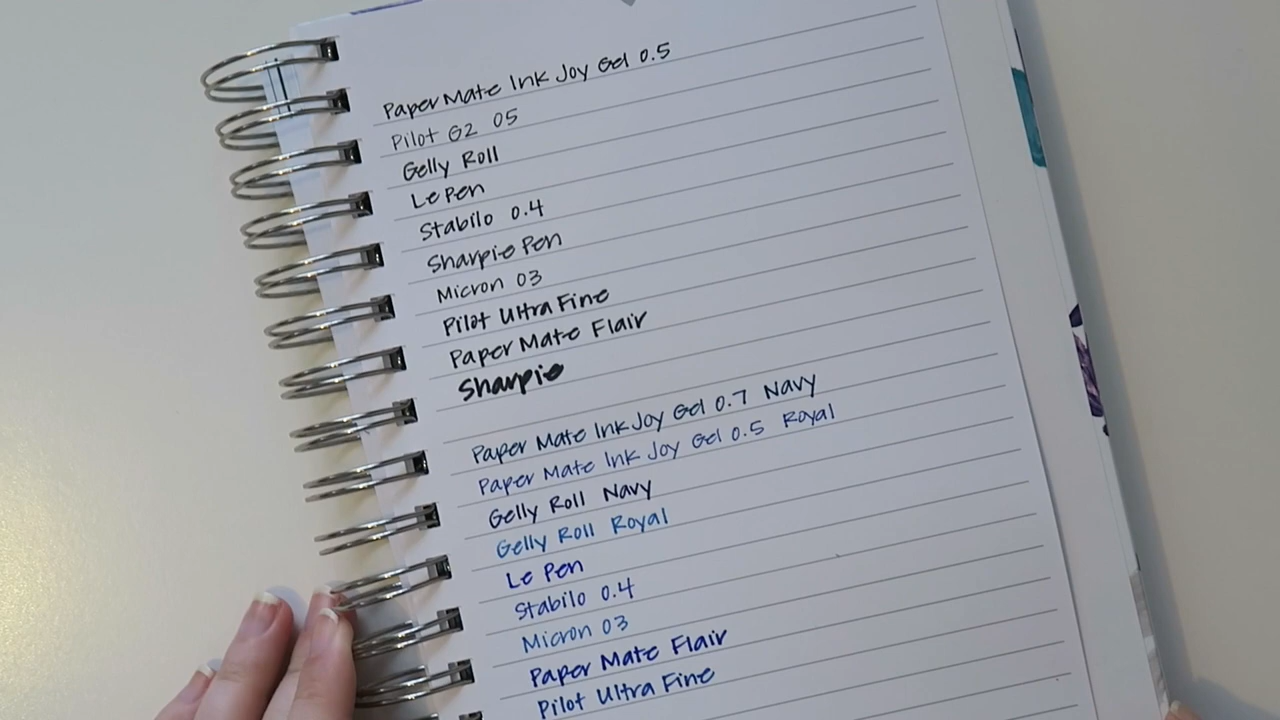 Paper Mate Ink Joy Gel 0.5
Pilot G2 05
Gelly Roll
Le Pen
Stabilo 0.4
Sharpie Pen
Micron 03
Pilot Ultra Fine
Paper Mate Flair
Sharpie
Paper Mate Ink Joy Gel 0.7 Navy
Paper Mate Ink Joy Gel 0.5 Royal
Gelly Roll Navy
Gelly Roll Royal
Le Pen
Stabilo 0.4
Micron 03
Paper Mate Flair
Pilot Ultra Fine